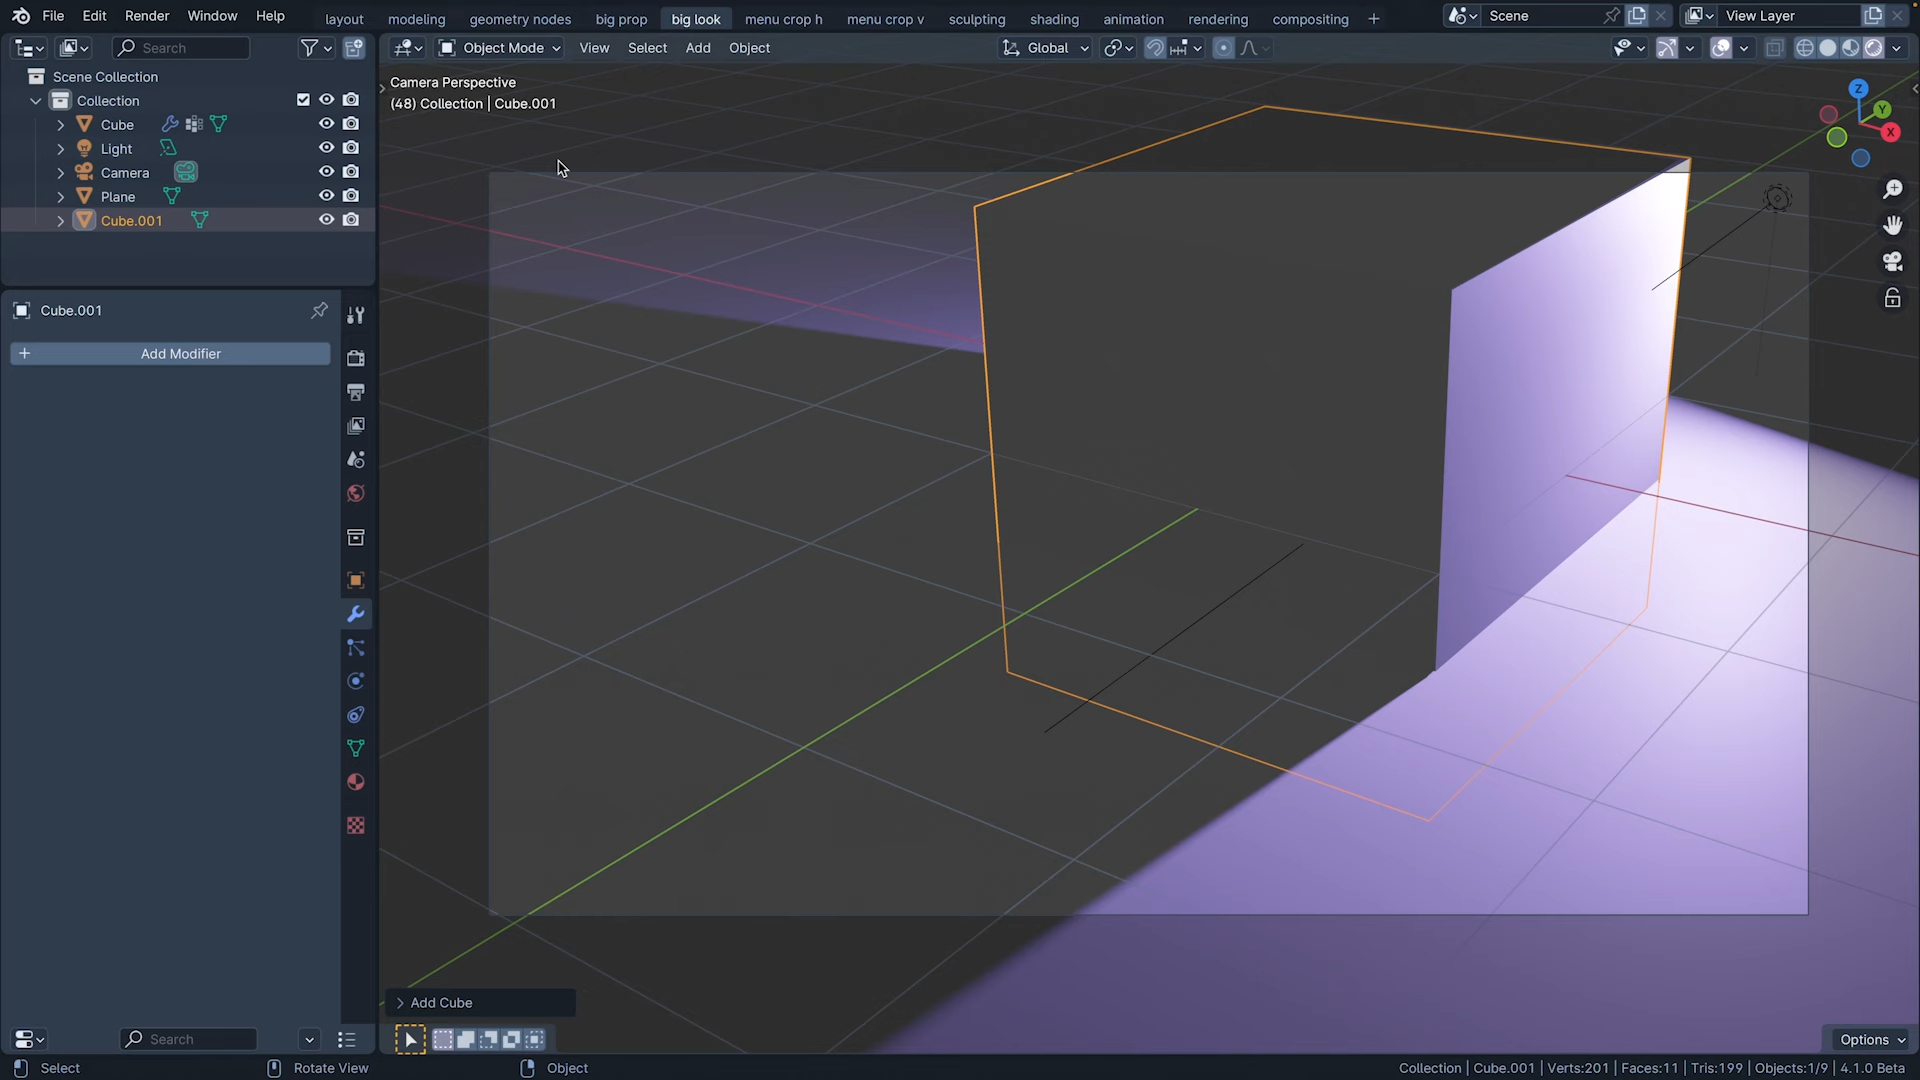 File Edit Render Window Help layout modeling geometry nodes big prop big look menu crop h menu crop v sculpting shading animation rendering compositing + Scene View Layer
Search Object Mode View Select Add Object Global
Scene Collection
Collection
Cube
Light
Camera
Plane
Cube.001
Camera Perspective
(48) Collection | Cube.001
Z
Y
X
Cube.001
+ Add Modifier
Add Cube
Search
Options
Select Rotate View Object Collection | Cube.001 | Verts:201 | Faces:11 | Tris:199 | Objects:1/9 | 4.1.0 Beta